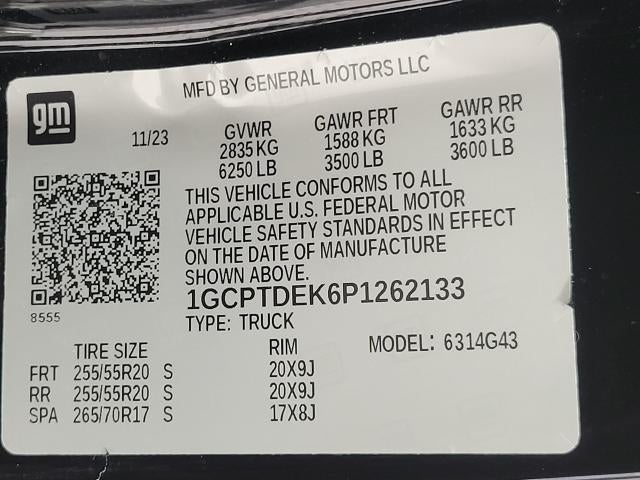 MFD BY GENERAL MOTORS LLC
gm
11/23
GVWR GAWR FRT GAWR RR
2835 KG 1588 KG 1633 KG
6250 LB 3500 LB 3600 LB
THIS VEHICLE CONFORMS TO ALL
APPLICABLE U.S. FEDERAL MOTOR
VEHICLE SAFETY STANDARDS IN EFFECT
ON THE DATE OF MANUFACTURE
SHOWN ABOVE.
8555
1GCPTDEK6P1262133
TYPE: TRUCK
TIRE SIZE RIM MODEL: 6314G43
FRT 255/55R20 S 20X9J
RR 255/55R20 S 20X9J
SPA 265/70R17 S 17X8J